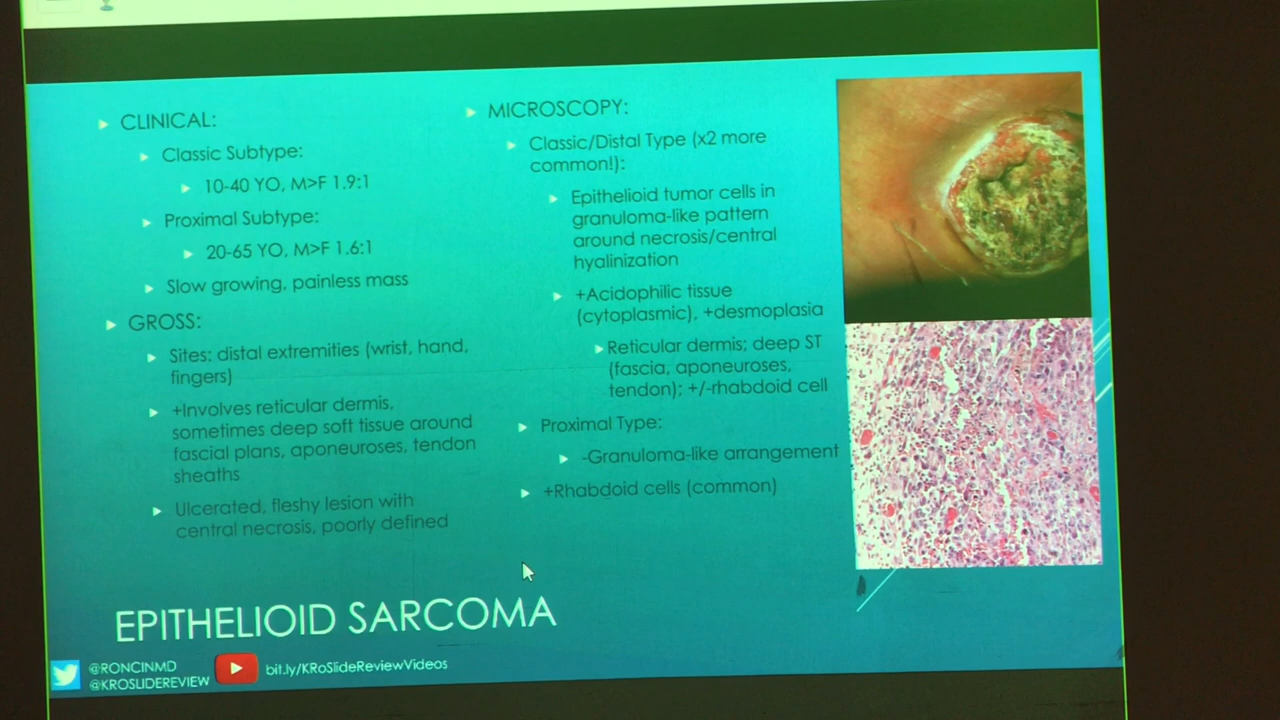 CLINICAL:
Classic Subtype:
10-40 YO, M>F 1.9:1
Proximal Subtype:
20-65 YO, M>F 1.6:1
Slow growing, painless mass
GROSS:
Sites: distal extremities (wrist, hand,
fingers)
+Involves reticular dermis,
sometimes deep soft tissue around
fascial plans, aponeuroses, tendon
sheaths
Ulcerated, fleshy lesion with
central necrosis, poorly defined
MICROSCOPY:
Classic/Distal Type (x2 more
common!):
Epithelioid tumor cells in
granuloma-like pattern
around necrosis/central
hyalinization
+Acidophilic tissue
(cytoplasmic), +desmoplasia
Reticular dermis; deep ST
(fascia, aponeuroses,
tendon); +/-rhabdoid cell
Proximal Type:
-Granuloma-like arrangement
+Rhabdoid cells (common)
EPITHELIOID SARCOMA
@RONCINMD
@KROSLIDEREVIEW
bit.ly/KRoSlideReviewVideos